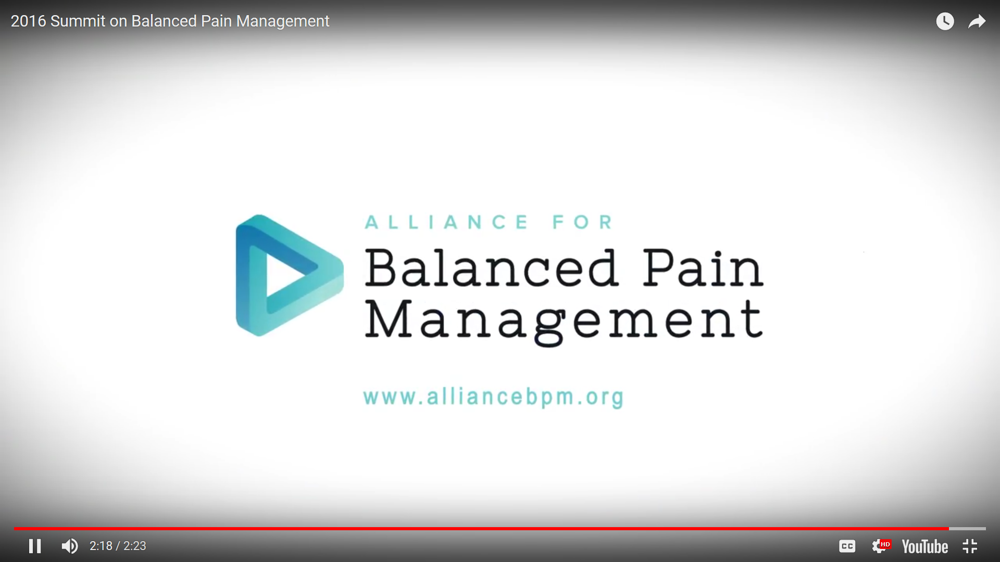 2016 Summit on Balanced Pain Management
ALLIANCE FOR
Balanced Pain
Management
www.alliancebpm.org
2:18 / 2:23
CC
HD
YouTube